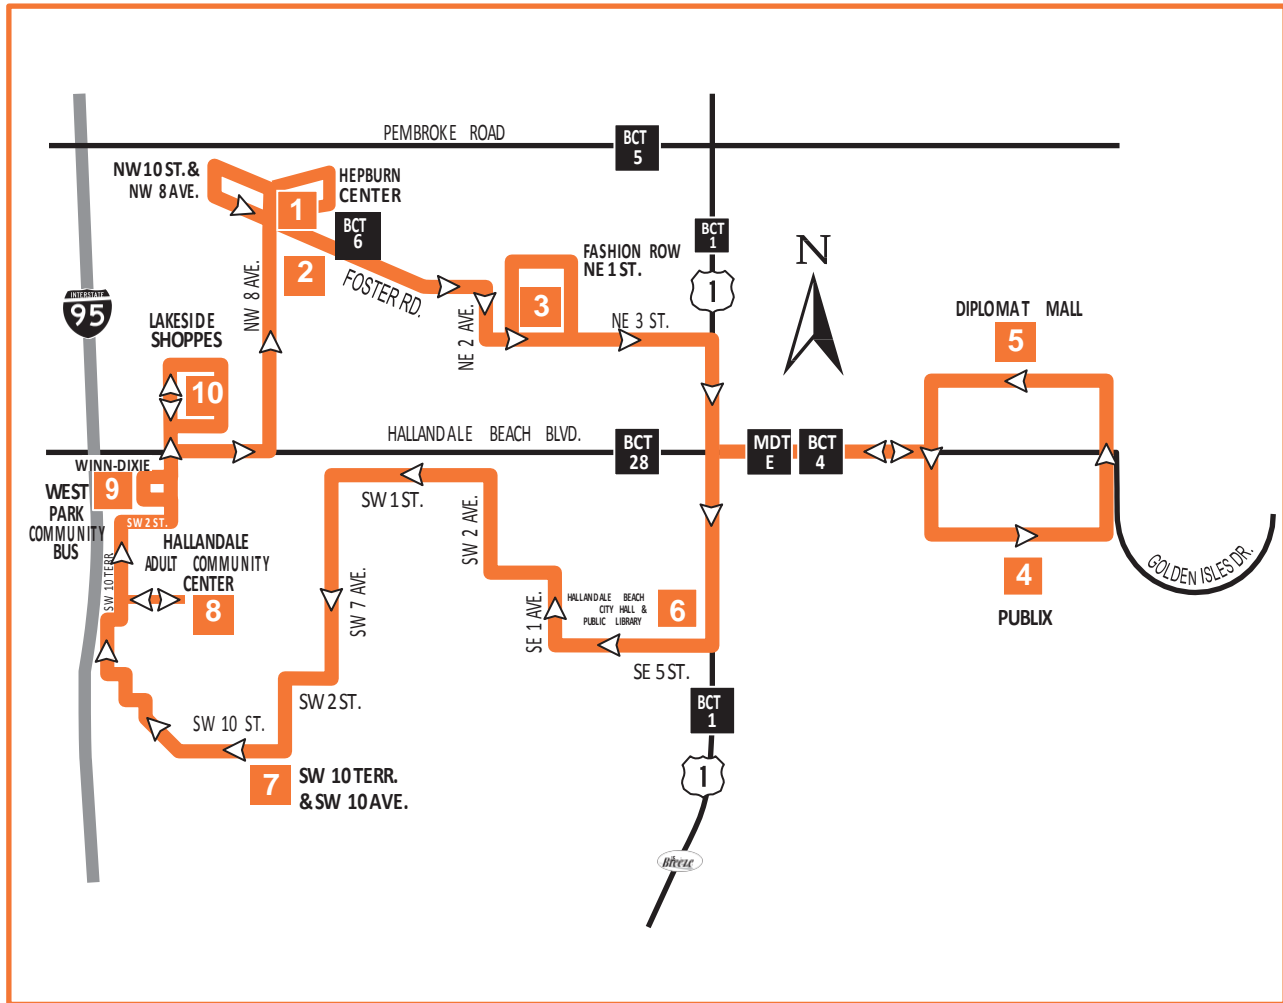 PEMBROKE ROAD
BCT
5
NW 10 ST. &
NW 8 AVE.
HEPBURN
CENTER
1
BCT
6
BCT
1
2
FOSTER RD.
FASHION ROW
NE 1 ST.
N
1
INTERSTATE
95
NW 8 AVE.
3
NE 2 AVE.
NE 3 ST.
DIPLOMAT MALL
5
LAKESIDE
SHOPPES
10
HALLANDALE BEACH BLVD.
BCT
28
MDT
E
BCT
4
WINN-DIXIE
9
WEST
PARK
COMMUNITY
BUS
SW 2 ST.
SW 1 ST.
SW 2 AVE.
HALLANDALE
ADULT COMMUNITY
CENTER
8
SW 10 TERR.
SW 7 AVE.
SE 1 AVE.
HALLANDALE BEACH
CITY HALL &
PUBLIC LIBRARY
6
4
PUBLIX
GOLDEN ISLES DR.
SE 5 ST.
SW 2 ST.
BCT
1
SW 10 ST.
7
SW 10 TERR.
& SW 10 AVE.
1
Breeze